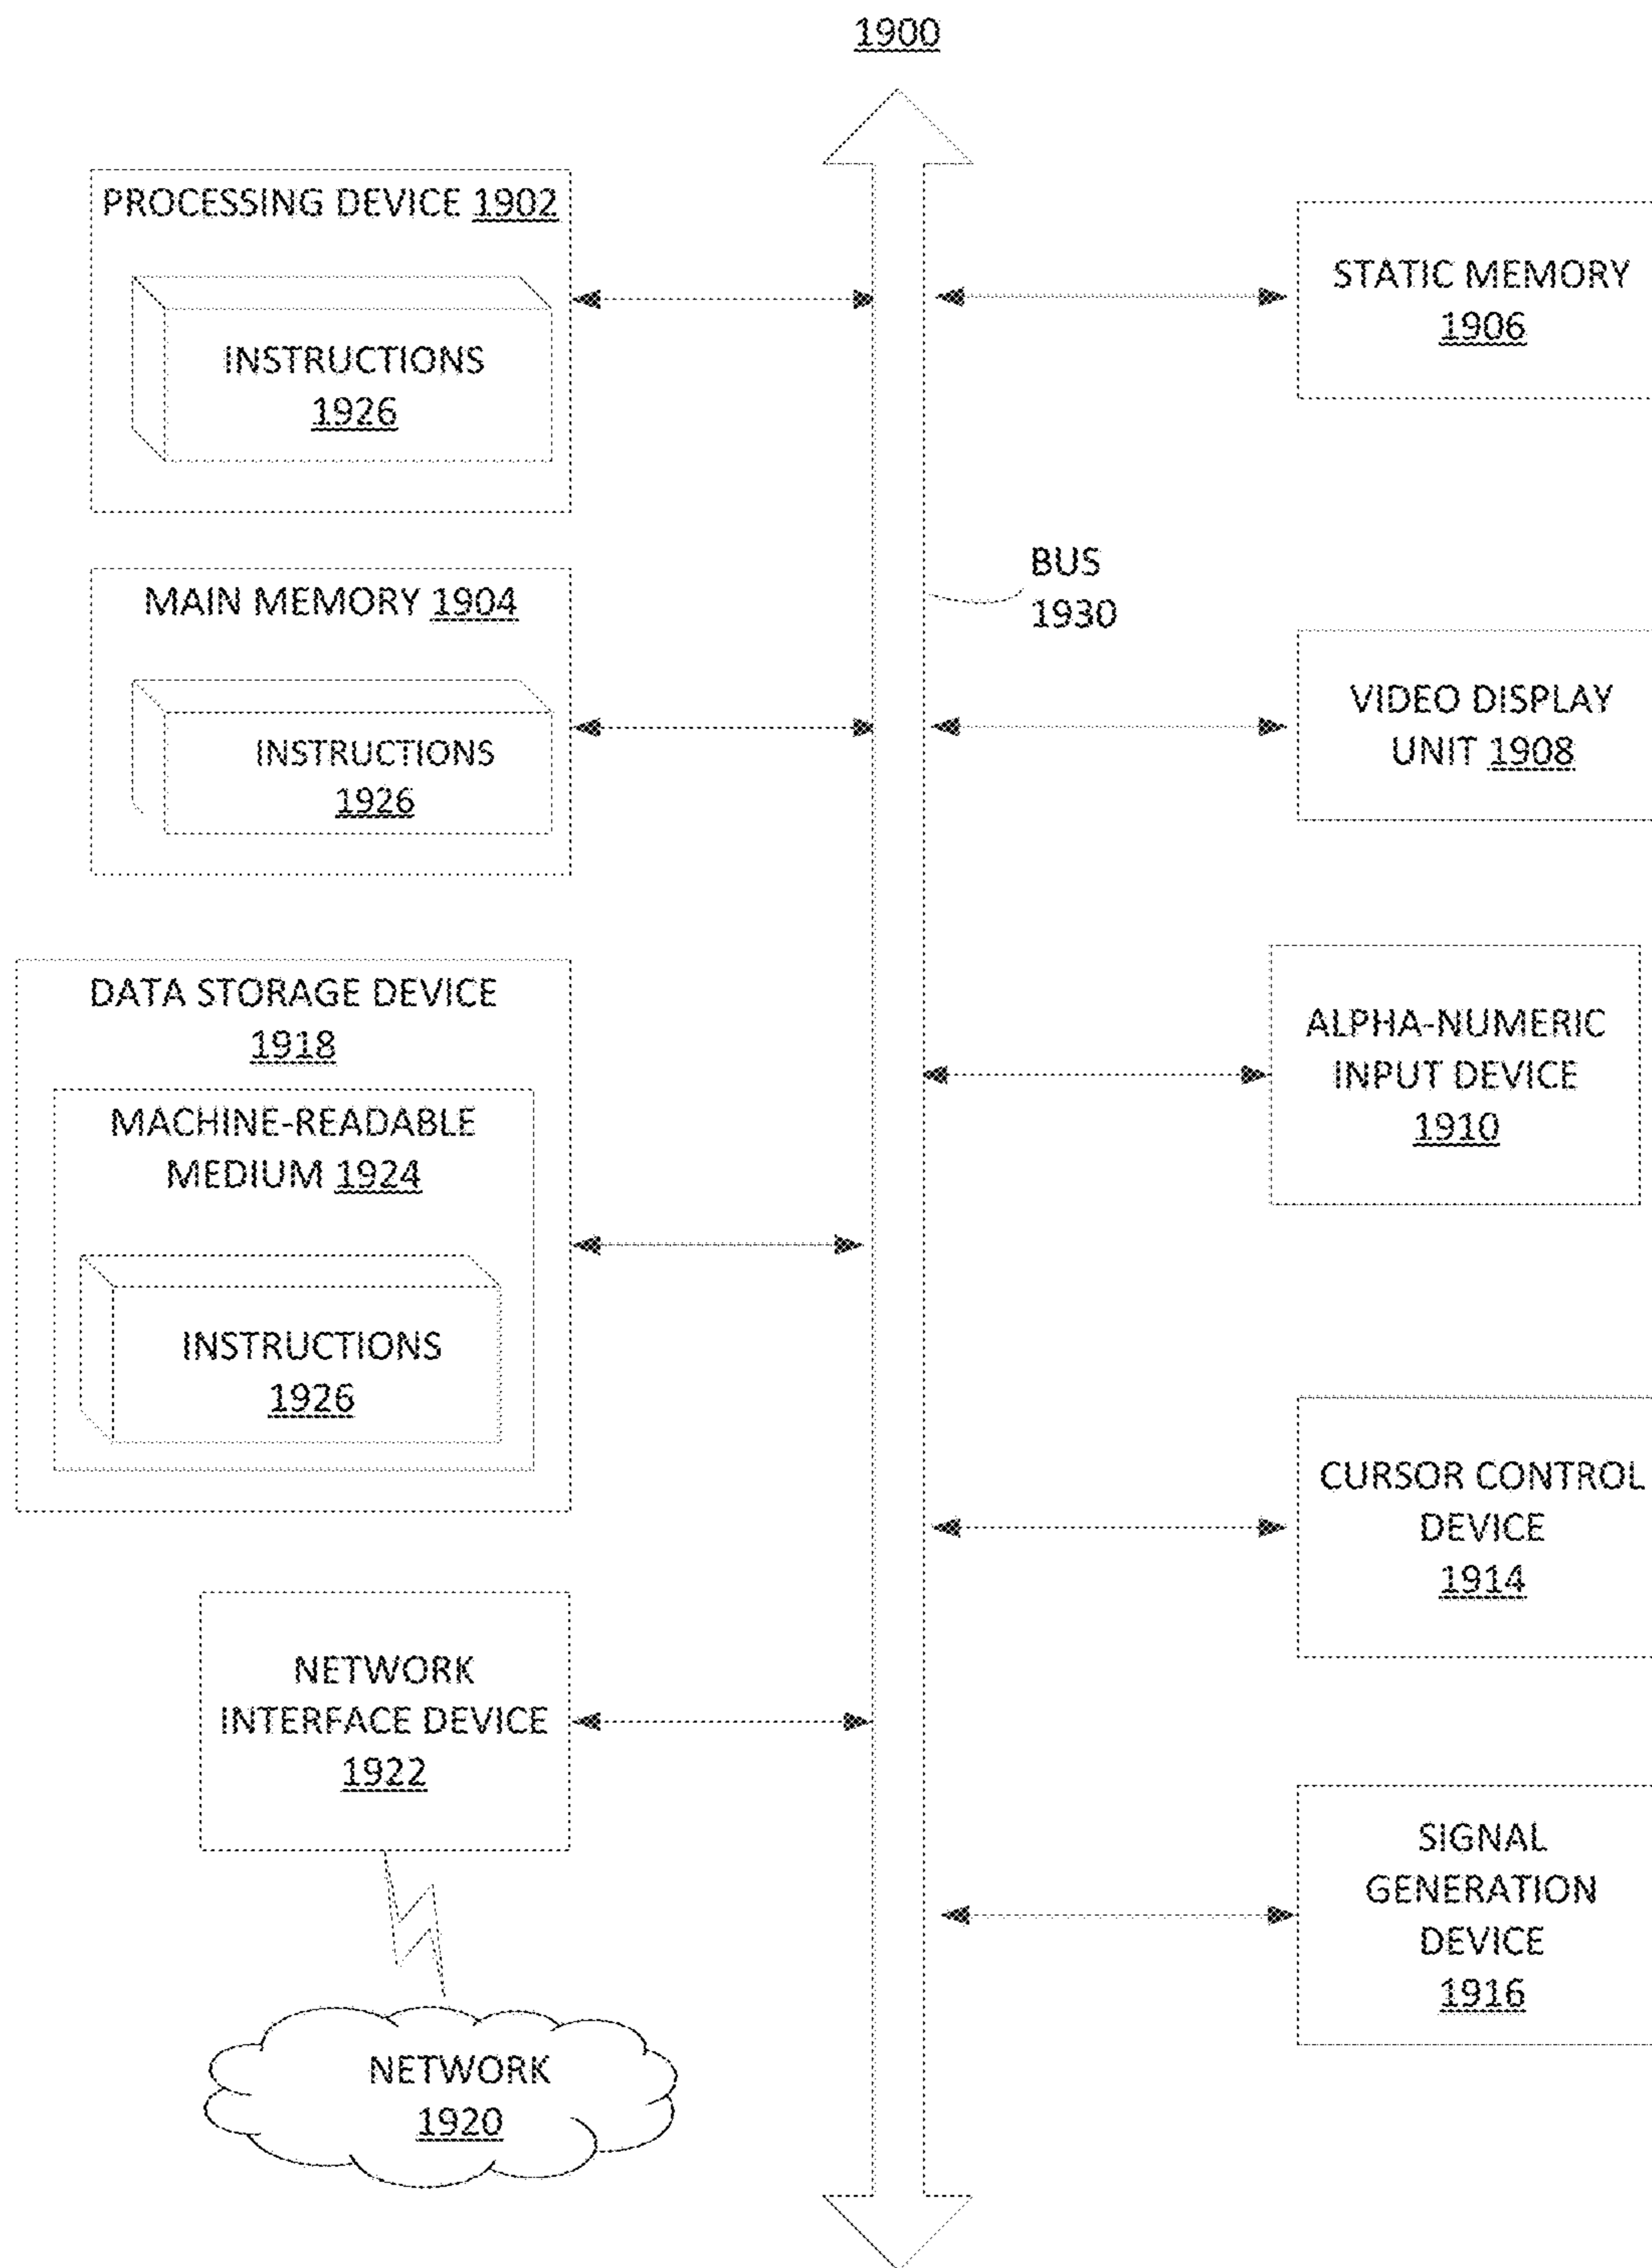 1900
PROCESSING DEVICE 1902
INSTRUCTIONS
1926
MAIN MEMORY 1904
INSTRUCTIONS
1926
DATA STORAGE DEVICE
1918
MACHINE-READABLE
MEDIUM 1924
INSTRUCTIONS
1926
NETWORK
INTERFACE DEVICE
1922
NETWORK
1920
BUS
1930
STATIC MEMORY
1906
VIDEO DISPLAY
UNIT 1908
ALPHA-NUMERIC
INPUT DEVICE
1910
CURSOR CONTROL
DEVICE
1914
SIGNAL
GENERATION
DEVICE
1916